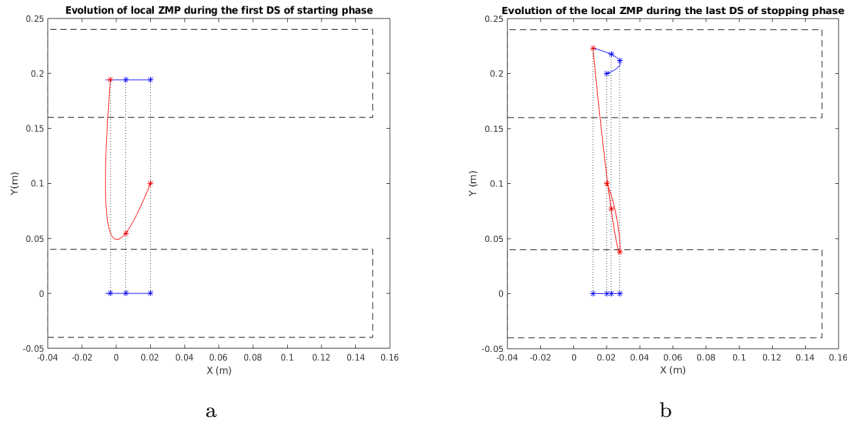 Evolution of local ZMP during the first DS of starting phase
0.25
0.2
0.15
0.1
0.05
0
-0.05
Y(m)
-0.04 -0.02 0 0.02 0.04 0.06 0.08 0.1 0.12 0.14 0.16
X (m)
a
Evolution of the local ZMP during the last DS of stopping phase
0.25
0.2
0.15
0.1
0.05
0
-0.05
Y (m)
-0.04 -0.02 0 0.02 0.04 0.06 0.08 0.1 0.12 0.14 0.16
X (m)
b